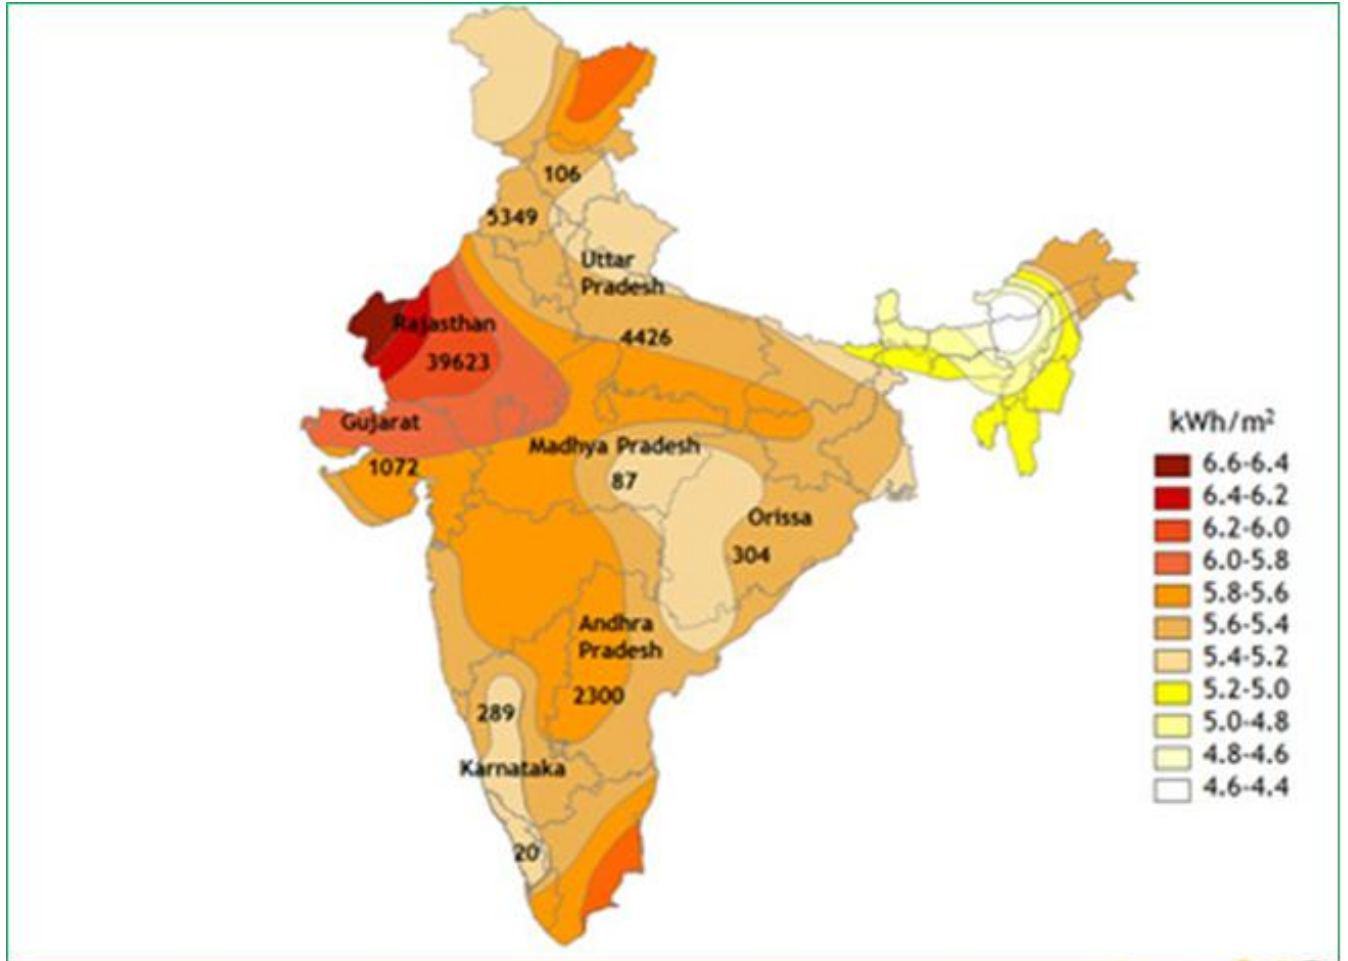 106
5349
Uttar
Pradesh
Rajasthan
4426
39623
Gujarat
Madhya Pradesh
1072
87
Orissa
304
Andhra
Pradesh
2300
289
Karnataka
20
kWh/m²
6.6-6.4
6.4-6.2
6.2-6.0
6.0-5.8
5.8-5.6
5.6-5.4
5.4-5.2
5.2-5.0
5.0-4.8
4.8-4.6
4.6-4.4